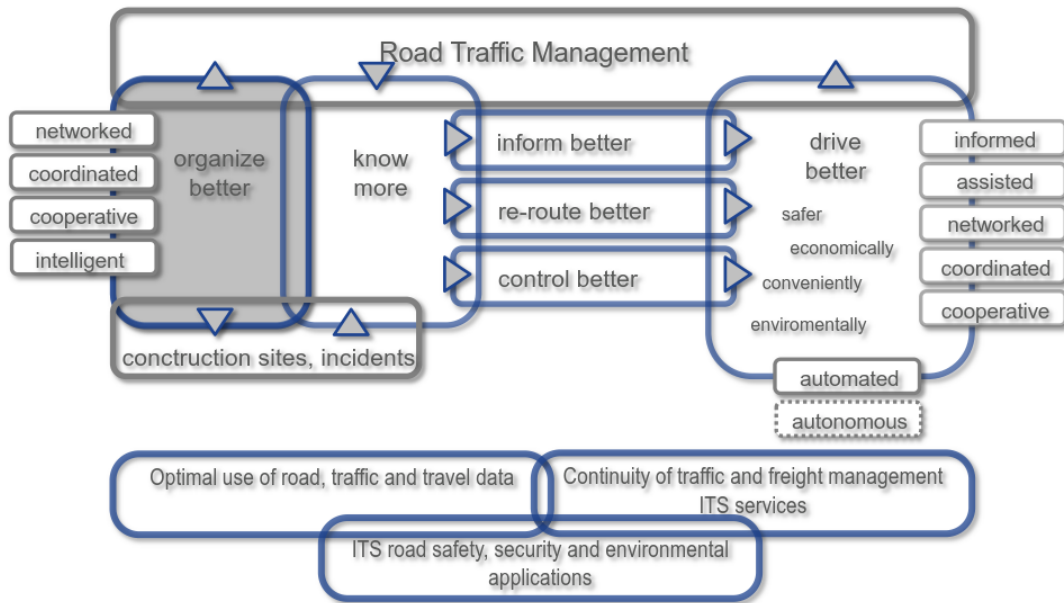 Road Traffic Management
networked
coordinated
cooperative
intelligent
organize
better
know
more
inform better
re-route better
control better
drive
better
safer
economically
conveniently
enviromentally
informed
assisted
networked
coordinated
cooperative
conctruction sites, incidents
automated
autonomous
Optimal use of road, traffic and travel data
Continuity of traffic and freight management
ITS services
ITS road safety, security and environmental
applications